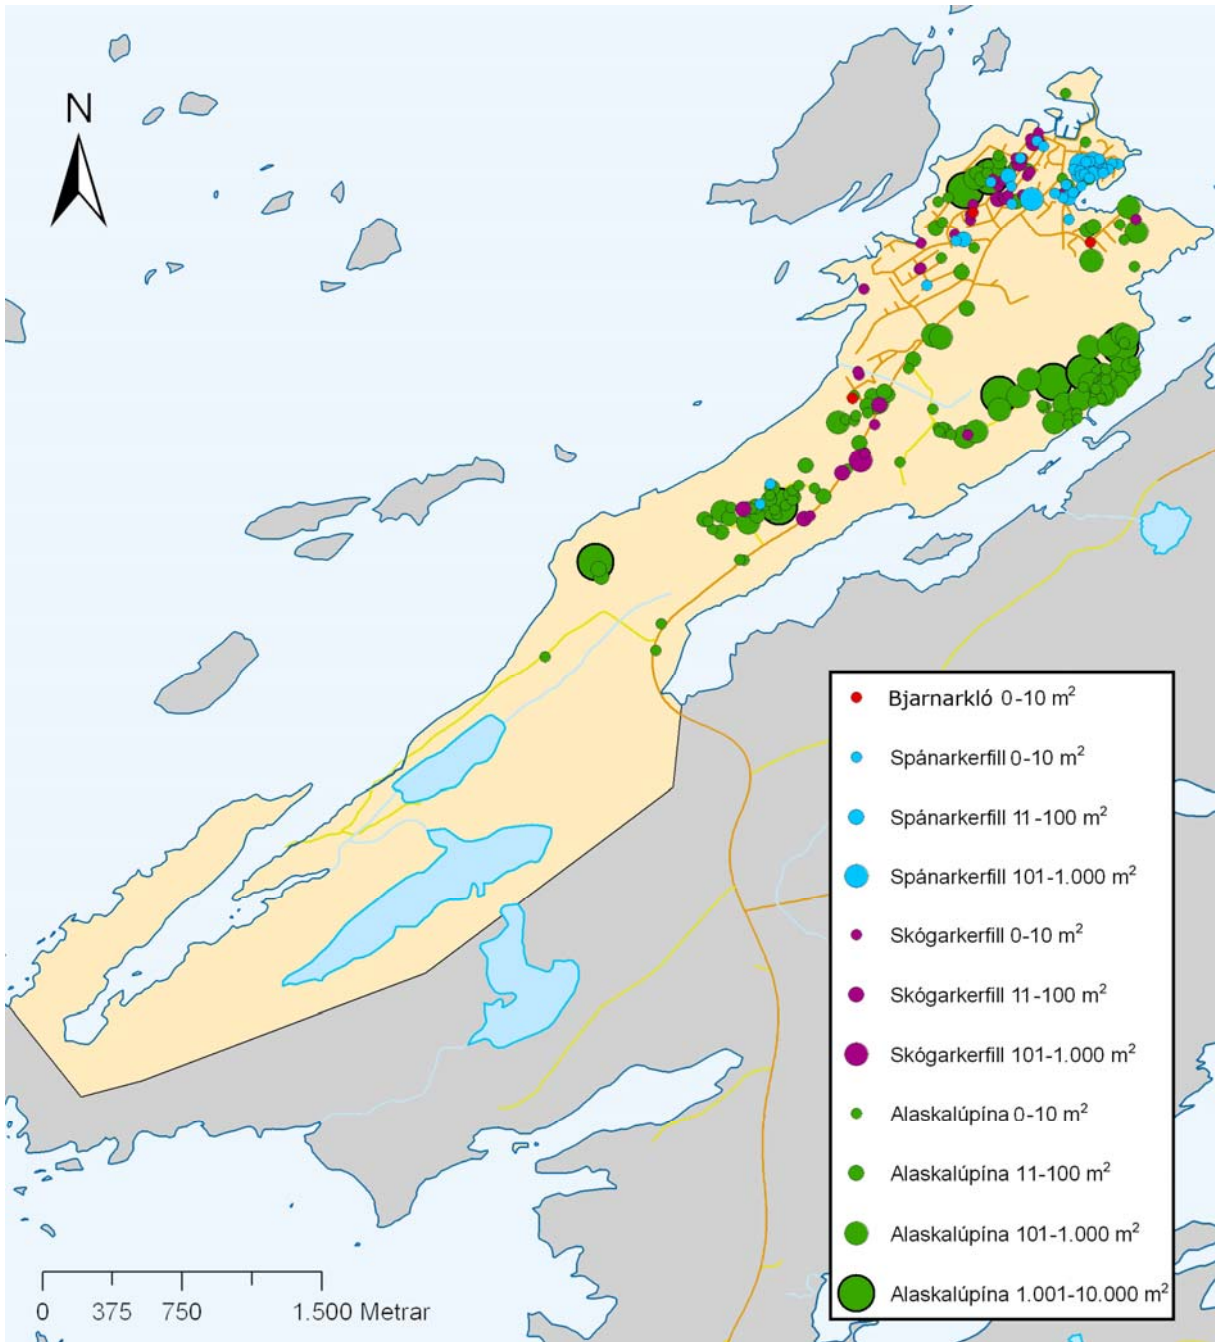 N
Bjarnarkló 0-10 m²
Spánarkerfill 0-10 m²
Spánarkerfill 11-100 m²
Spánarkerfill 101-1.000 m²
Skógarkerfill 0-10 m²
Skógarkerfill 11-100 m²
Skógarkerfill 101-1.000 m²
Alaskalúpína 0-10 m²
Alaskalúpína 11-100 m²
Alaskalúpína 101-1.000 m²
Alaskalúpína 1.001-10.000 m²
0 375 750 1.500 Metrar